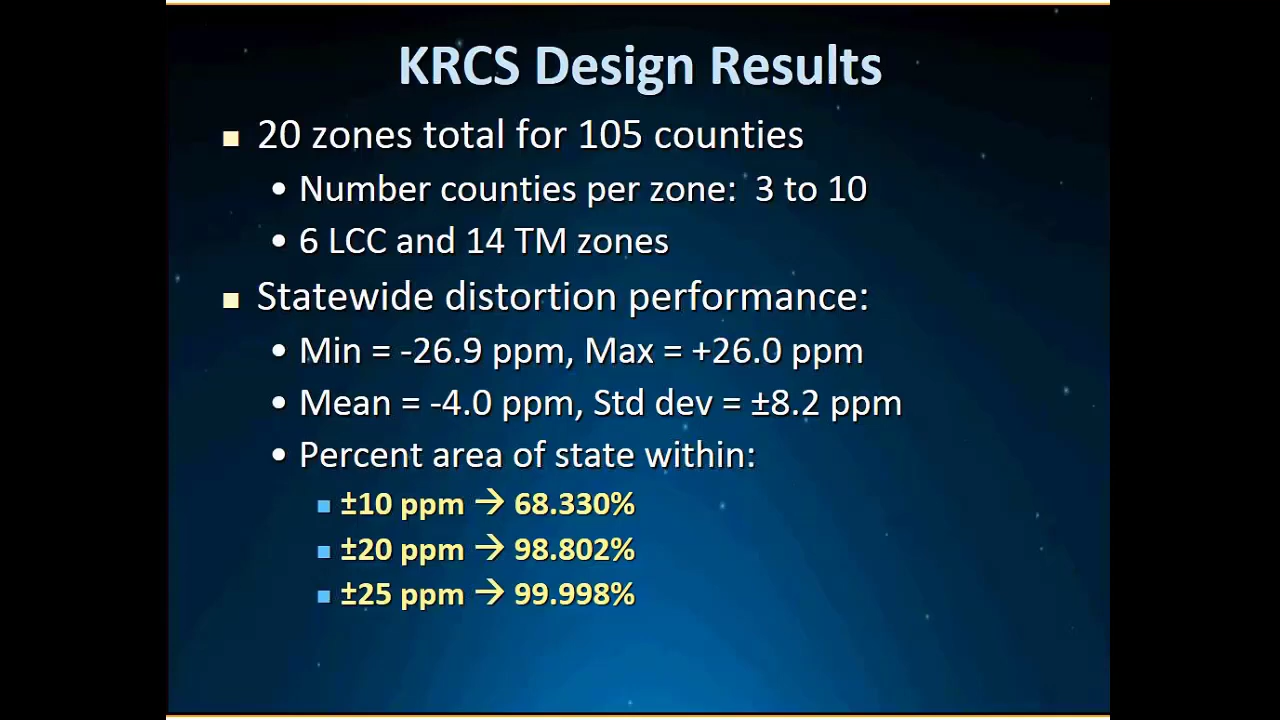 KRCS Design Results
■ 20 zones total for 105 counties
• Number counties per zone: 3 to 10
• 6 LCC and 14 TM zones
■ Statewide distortion performance:
• Min = -26.9 ppm, Max = +26.0 ppm
• Mean = -4.0 ppm, Std dev = ±8.2 ppm
• Percent area of state within:
■ ±10 ppm → 68.330%
■ ±20 ppm → 98.802%
■ ±25 ppm → 99.998%